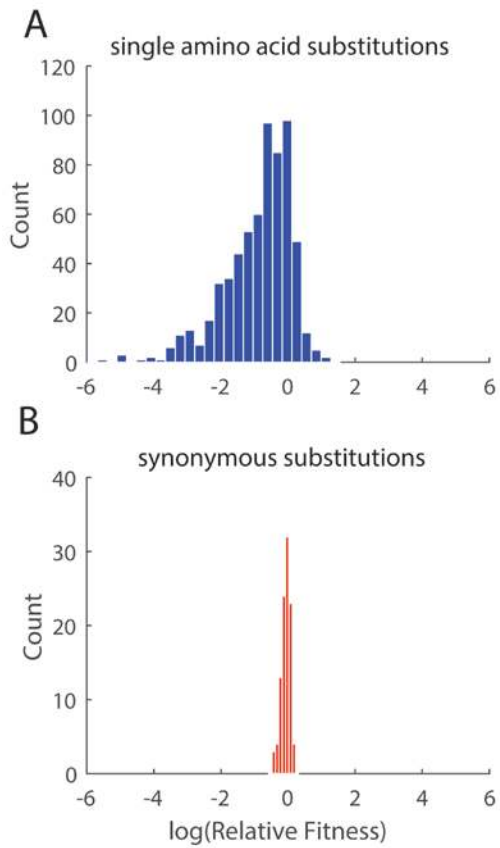 A
single amino acid substitutions
120
100
80
60
40
20
0
Count
-6 -4 -2 0 2 4 6
B
synonymous substitutions
40
30
20
10
0
Count
-6 -4 -2 0 2 4 6
log(Relative Fitness)